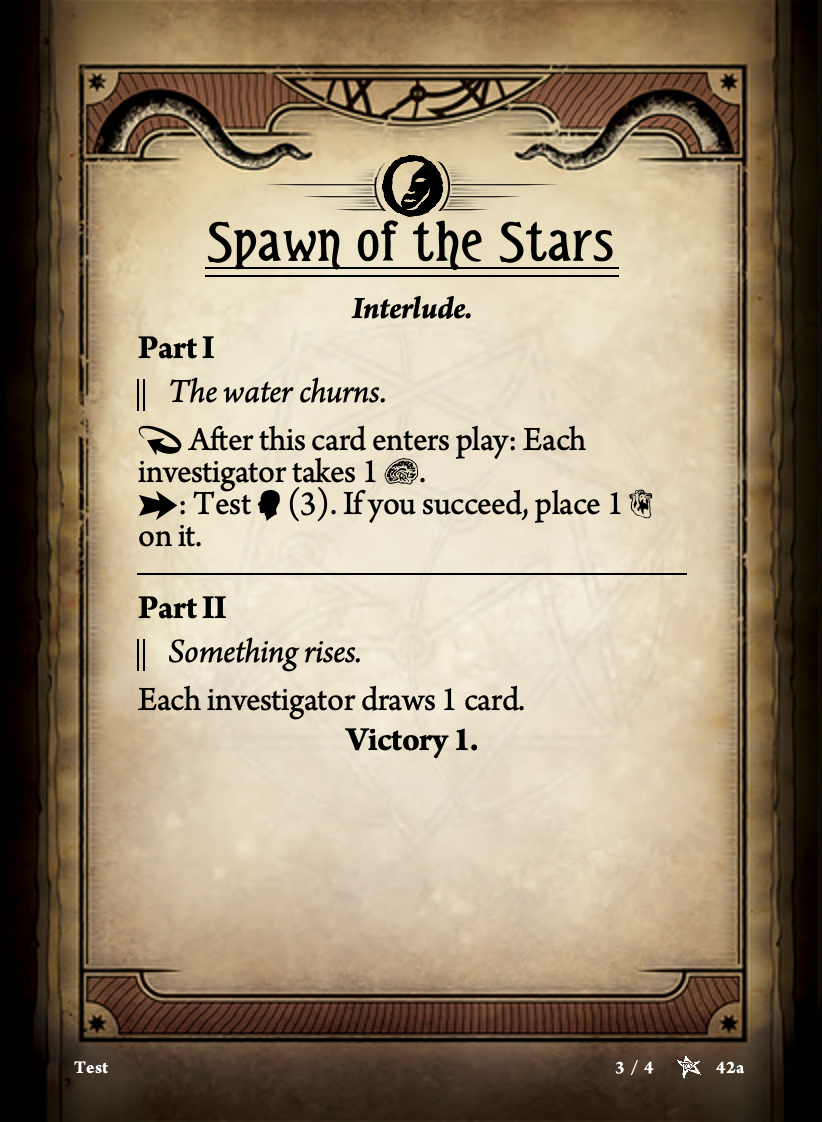 Spawn of the Stars
Interlude.
Part I
The water churns.
After this card enters play: Each
investigator takes 1 .
: Test (3). If you succeed, place 1
on it.
Part II
Something rises.
Each investigator draws 1 card.
Victory 1.
Test
3 / 4 42a